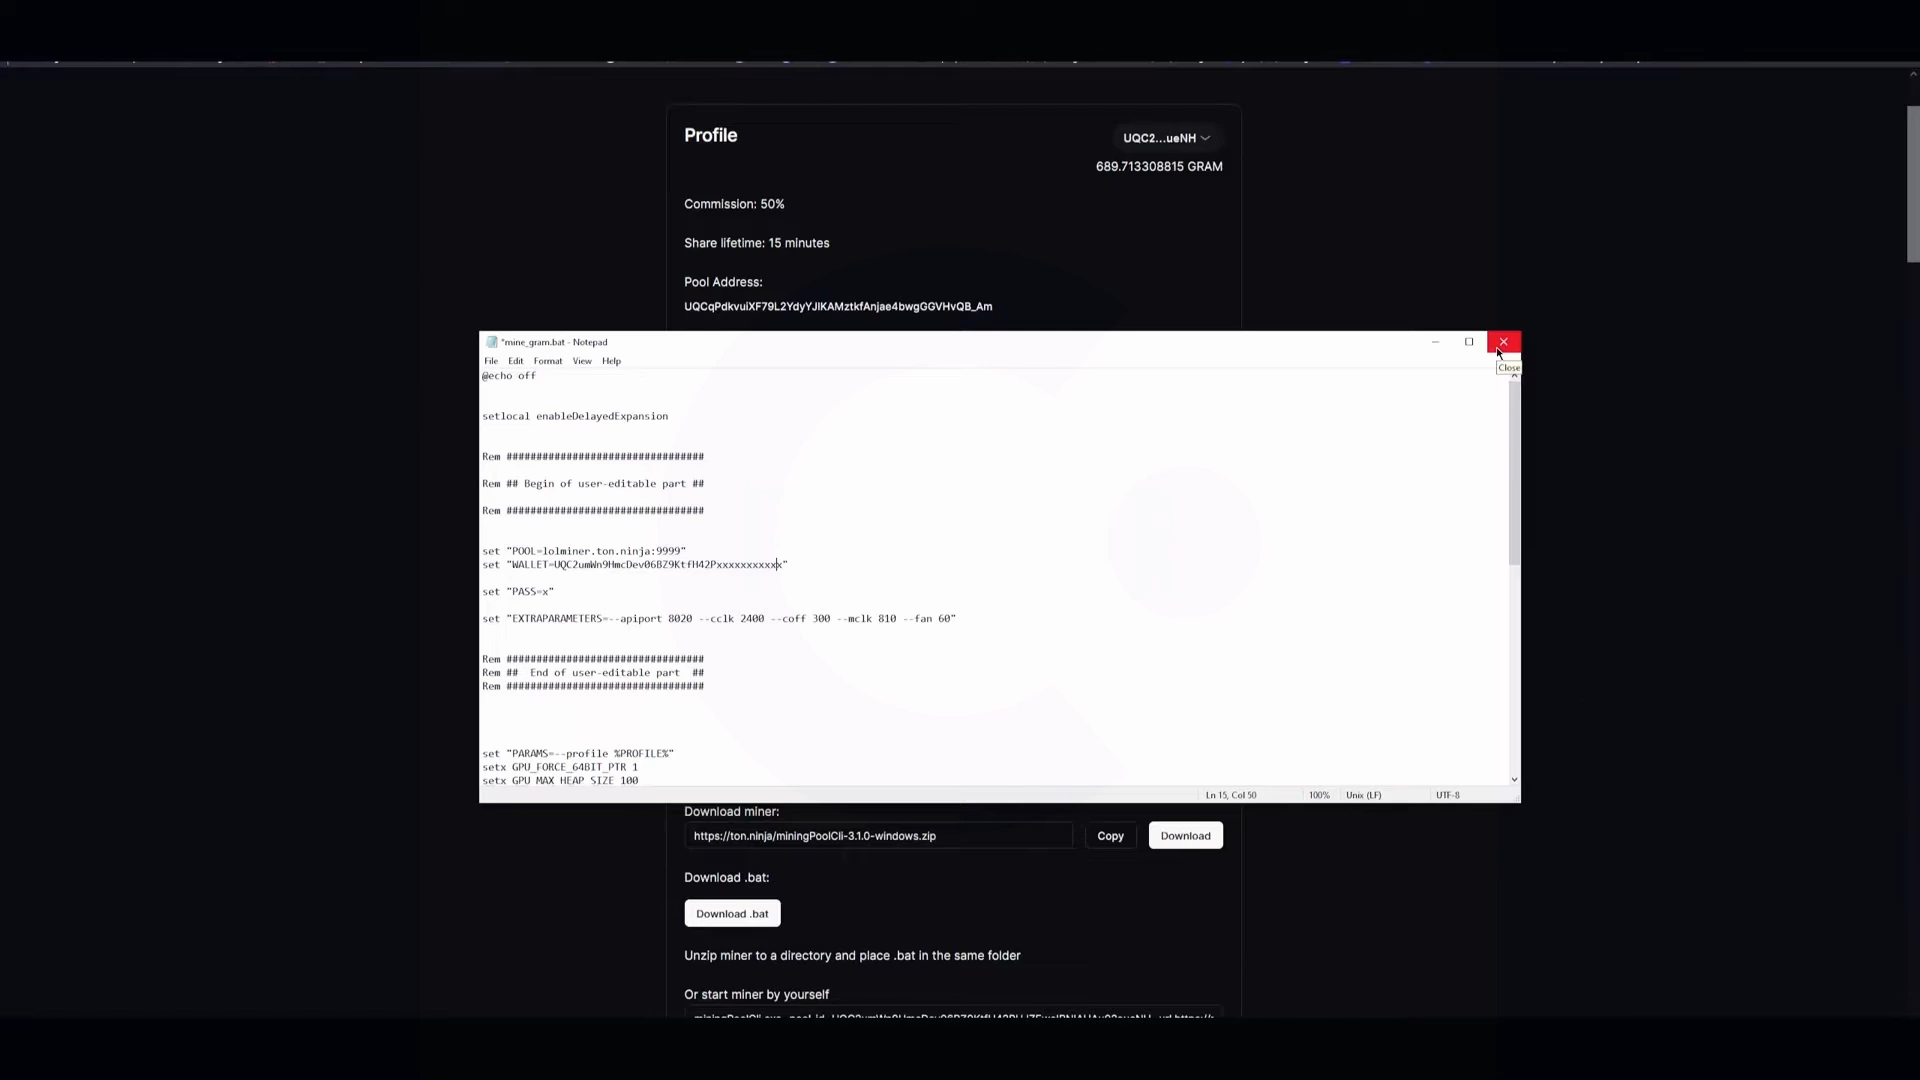 Profile
UQC2...ueNH
689.713308815 GRAM
Commission: 50%
Share lifetime: 15 minutes
Pool Address:
UQCqPdkvuiXF79L2YdyYJlKAMztkfAnjae4bwgGGVHvQB_Am
*mine_gram.bat - Notepad
File Edit Format View Help
Close
@echo off
setlocal enableDelayedExpansion
Rem #################################
Rem ## Begin of user-editable part ##
Rem #################################
set "POOL=lolminer.ton.ninja:9999"
set "WALLET=UQC2umWn9HmcDev06BZ9KtfH42Pxxxxxxxxxxx"
set "PASS=x"
set "EXTRAPARAMETERS=--apiport 8020 --cclk 2400 --coff 300 --mclk 810 --fan 60"
Rem #################################
Rem ##  End of user-editable part  ##
Rem #################################
set "PARAMS=--profile %PROFILE%"
setx GPU_FORCE_64BIT_PTR 1
setx GPU_MAX_HEAP_SIZE 100
Ln 15, Col 50 100% Unix (LF) UTF-8
Download miner:
https://ton.ninja/miningPoolCli-3.1.0-windows.zip Copy Download
Download .bat:
Download .bat
Unzip miner to a directory and place .bat in the same folder
Or start miner by yourself